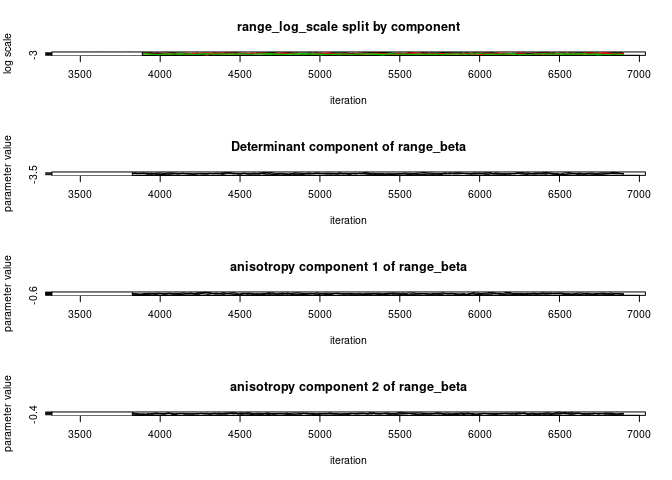 range_log_scale split by component
log scale
-3
3500 4000 4500 5000 5500 6000 6500 7000
iteration
Determinant component of range_beta
parameter value
-3.5
3500 4000 4500 5000 5500 6000 6500 7000
iteration
anisotropy component 1 of range_beta
parameter value
-0.6
3500 4000 4500 5000 5500 6000 6500 7000
iteration
anisotropy component 2 of range_beta
parameter value
-0.4
3500 4000 4500 5000 5500 6000 6500 7000
iteration